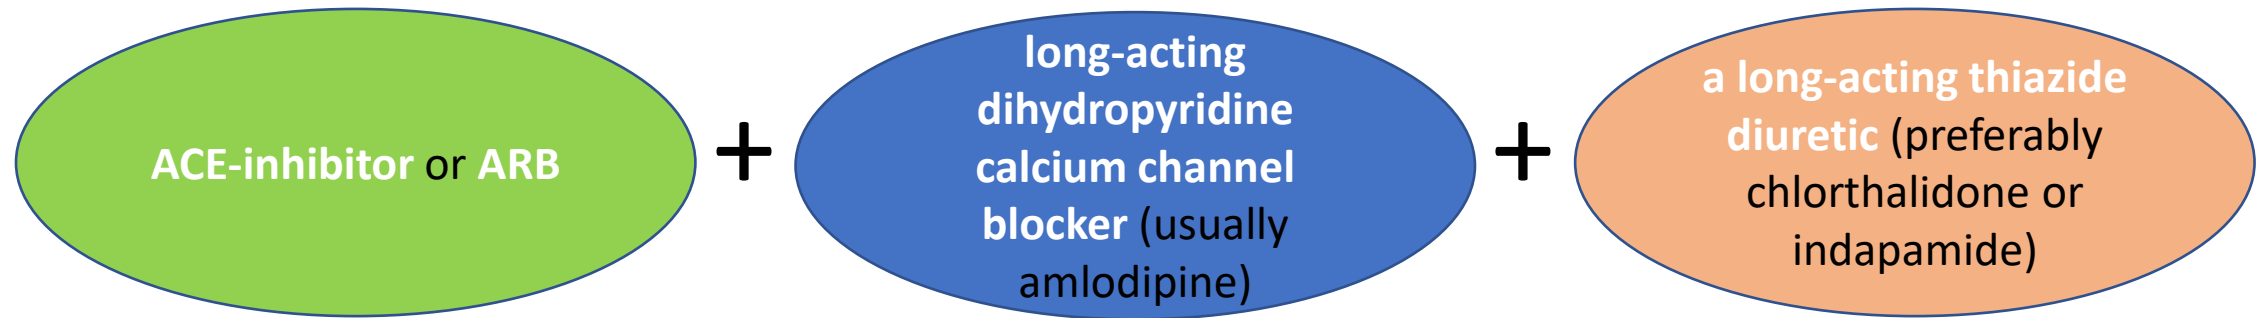 ACE-inhibitor or ARB
+
long-acting
dihydropyridine
calcium channel
blocker (usually
amlodipine)
+
a long-acting thiazide
diuretic (preferably
chlorthalidone or
indapamide)